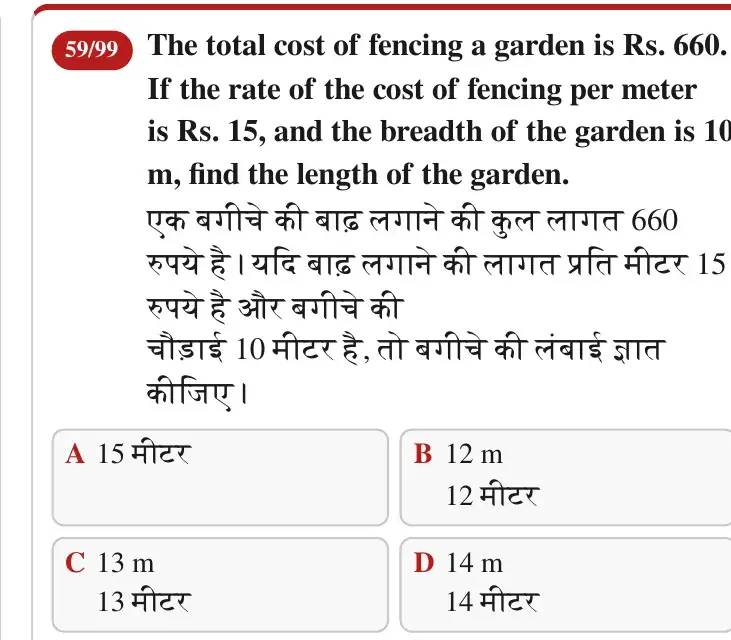 59/99 The total cost of fencing a garden is Rs. 660.
If the rate of the cost of fencing per meter
is Rs. 15, and the breadth of the garden is 10
m, find the length of the garden.
एक बगीचे की बाढ़ लगाने की कुल लागत 660
रुपये है। यदि बाढ़ लगाने की लागत प्रति मीटर 15
रुपये है और बगीचे की
चौड़ाई 10 मीटर है, तो बगीचे की लंबाई ज्ञात
कीजिए।
A 15 मीटर
B 12 m
12 मीटर
C 13 m
13 मीटर
D 14 m
14 मीटर